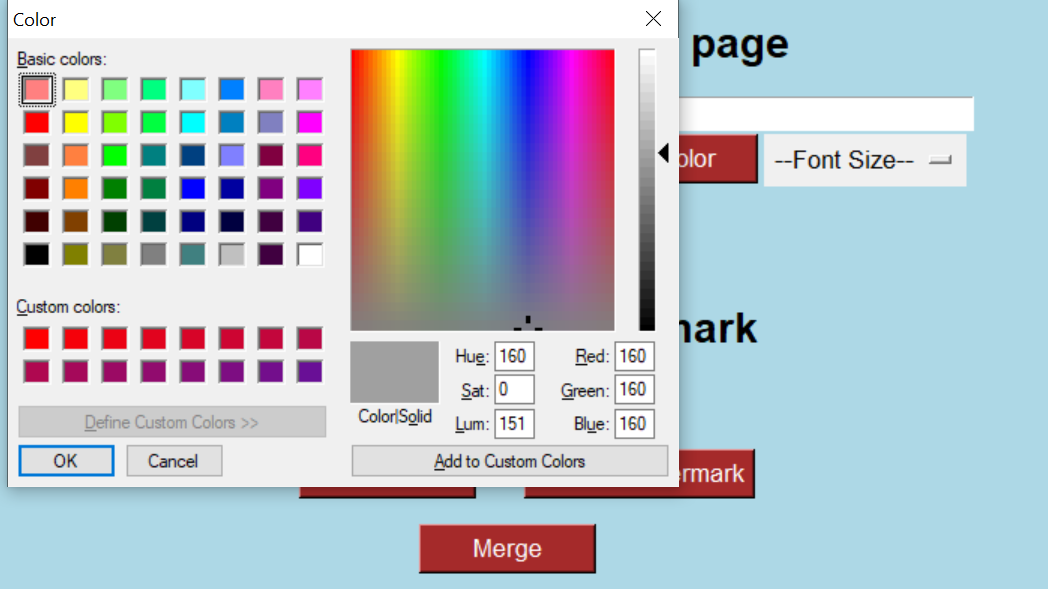 Color
Basic colors:
Custom colors:
Define Custom Colors >>
OK Cancel
Hue: 160 Red: 160
Sat: 0 Green: 160
Color|Solid
Lum: 151 Blue: 160
Add to Custom Colors
page
olor --Font Size--
mark
ermark
Merge